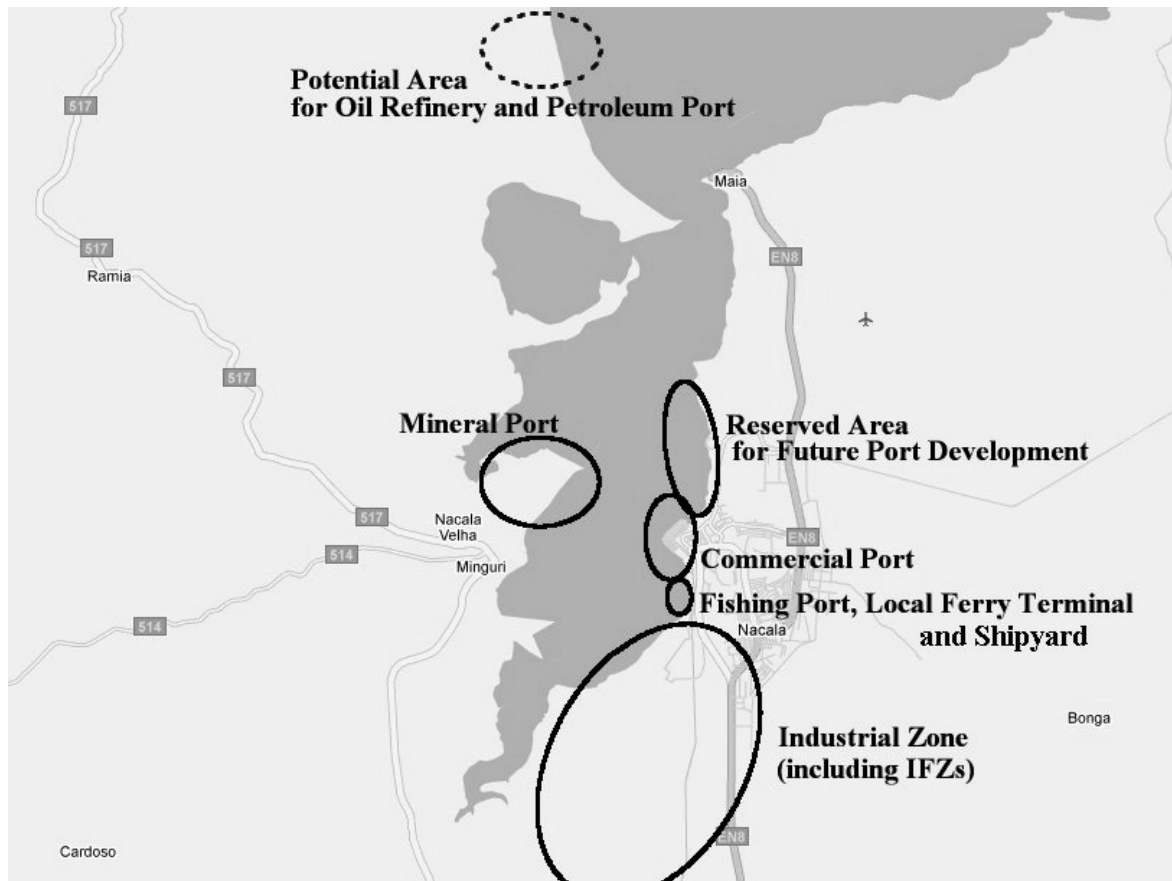 Potential Area
for Oil Refinery and Petroleum Port
517
Maia
517
EN8
Ramia
517
Mineral Port
Reserved Area
for Future Port Development
517
Nacala
Velha
EN8
514
Minguri
Commercial Port
Fishing Port, Local Ferry Terminal
and Shipyard
514
Nacala
Bonga
Industrial Zone
(including IFZs)
EN8
Cardoso